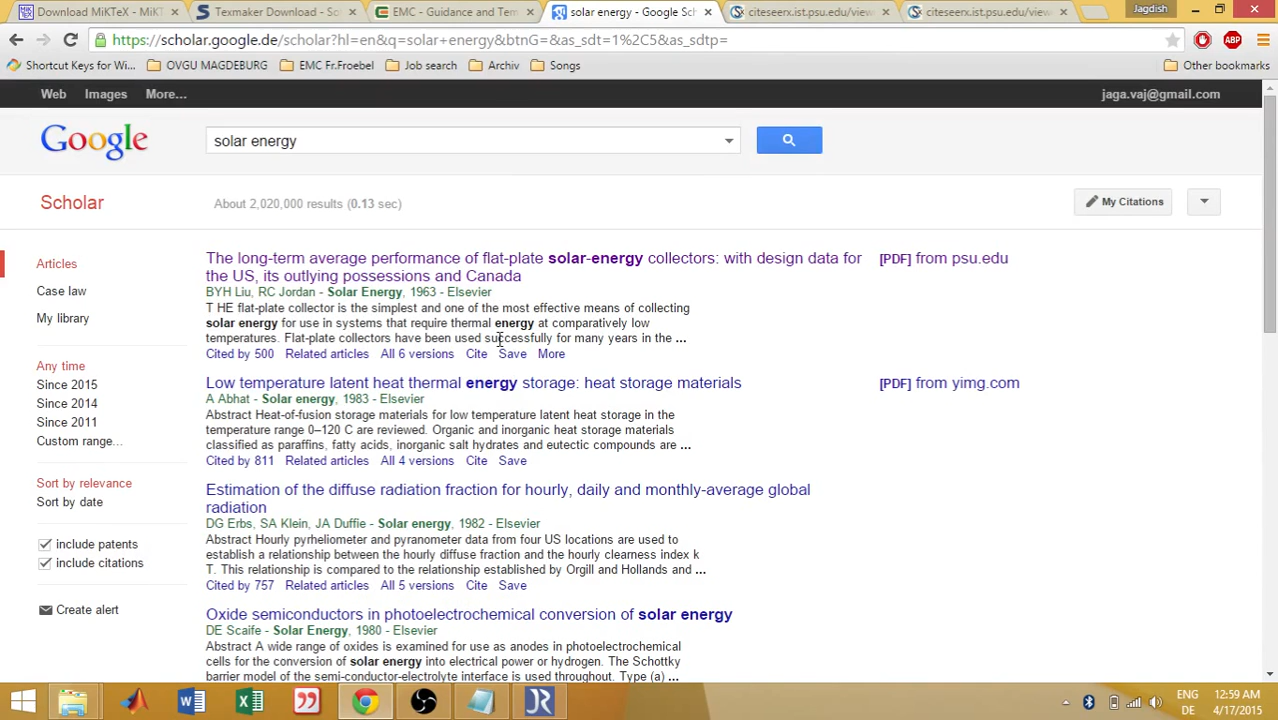 Download MiKTeX - MiKT
Texmaker Download - So
EMC - Guidance and Tem
solar energy - Google Sch
citeseerx.ist.psu.edu/view
citeseerx.ist.psu.edu/view
Jagdish
https://scholar.google.de/scholar?hl=en&q=solar+energy&btnG=&as_sdt=1%2C5&as_sdtp=
ABP
Shortcut Keys for Wi...
OVGU MAGDEBURG
EMC Fr.Froebel
Job search
Archiv
Songs
Other bookmarks
Web Images More...
jaga.vaj@gmail.com
Google
solar energy
Scholar
About 2,020,000 results (0.13 sec)
My Citations
Articles
Case law
My library
Any time
Since 2015
Since 2014
Since 2011
Custom range...
Sort by relevance
Sort by date
include patents
include citations
Create alert
The long-term average performance of flat-plate solar-energy collectors: with design data for
the US, its outlying possessions and Canada
BYH Liu, RC Jordan - Solar Energy, 1963 - Elsevier
T HE flat-plate collector is the simplest and one of the most effective means of collecting
solar energy for use in systems that require thermal energy at comparatively low
temperatures. Flat-plate collectors have been used successfully for many years in the ...
Cited by 500 Related articles All 6 versions Cite Save More
[PDF] from psu.edu
Low temperature latent heat thermal energy storage: heat storage materials
A Abhat - Solar energy, 1983 - Elsevier
Abstract Heat-of-fusion storage materials for low temperature latent heat storage in the
temperature range 0–120 C are reviewed. Organic and inorganic heat storage materials
classified as paraffins, fatty acids, inorganic salt hydrates and eutectic compounds are ...
Cited by 811 Related articles All 4 versions Cite Save
[PDF] from yimg.com
Estimation of the diffuse radiation fraction for hourly, daily and monthly-average global
radiation
DG Erbs, SA Klein, JA Duffie - Solar energy, 1982 - Elsevier
Abstract Hourly pyrheliometer and pyranometer data from four US locations are used to
establish a relationship between the hourly diffuse fraction and the hourly clearness index k
T. This relationship is compared to the relationship established by Orgill and Hollands and ...
Cited by 757 Related articles All 5 versions Cite Save
Oxide semiconductors in photoelectrochemical conversion of solar energy
DE Scaife - Solar Energy, 1980 - Elsevier
Abstract A wide range of oxides is examined for use as anodes in photoelectrochemical
cells for the conversion of solar energy into electrical power or hydrogen. The Schottky
barrier model of the semi-conductor-electrolyte interface is used throughout. Type (a) ...
ENG
DE
12:59 AM
4/17/2015